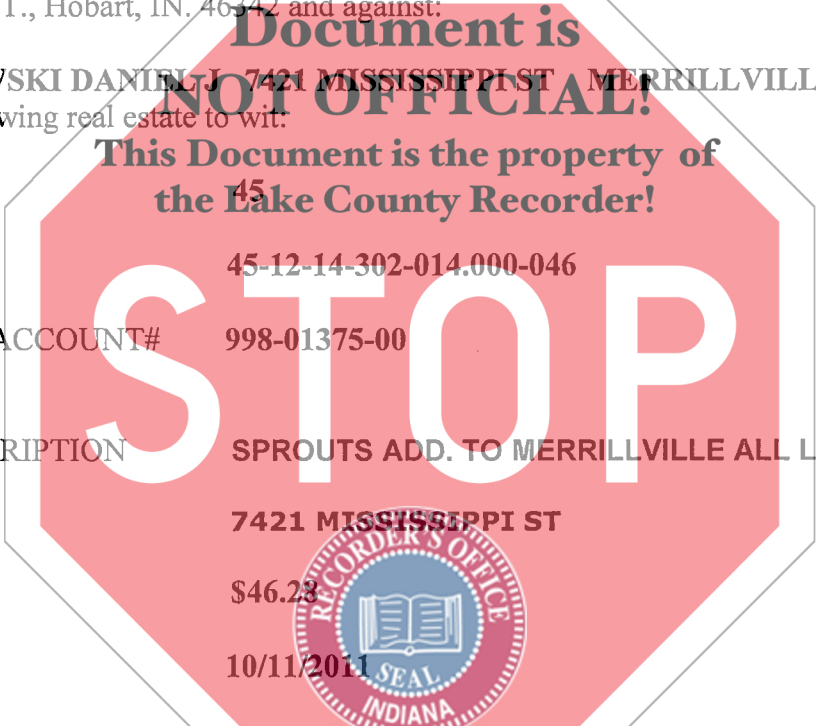 T., Hobart, IN. 46342 and against:
Document is
VSKI DANIEL J 7421 MISSISSIPPI ST MERRILLVILL
NOT OFFICIAL!
wing real estate to wit:
This Document is the property of
45
the Lake County Recorder!
45-12-14-302-014.000-046
STOP
ACCOUNT# 998-01375-00
RIPTION SPROUTS ADD. TO MERRILLVILLE ALL L
7421 MISSISSIPPI ST
RECORDER'S OFFICE
$46.28
10/11/2011
SEAL
INDIANA